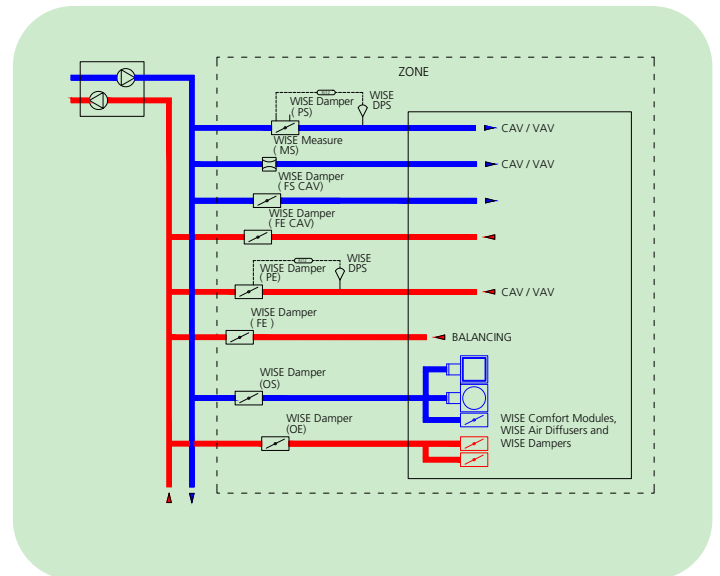 ZONE
WISE Damper
( PS)
WISE
DPS
CAV / VAV
WISE Measure
( MS)
CAV / VAV
WISE Damper
( FS CAV)
WISE Damper
( FE CAV)
WISE Damper
( PE)
WISE
DPS
CAV / VAV
WISE Damper
( FE )
BALANCING
WISE Damper
(OS)
WISE Comfort Modules,
WISE Air Diffusers and
WISE Dampers
WISE Damper
(OE)